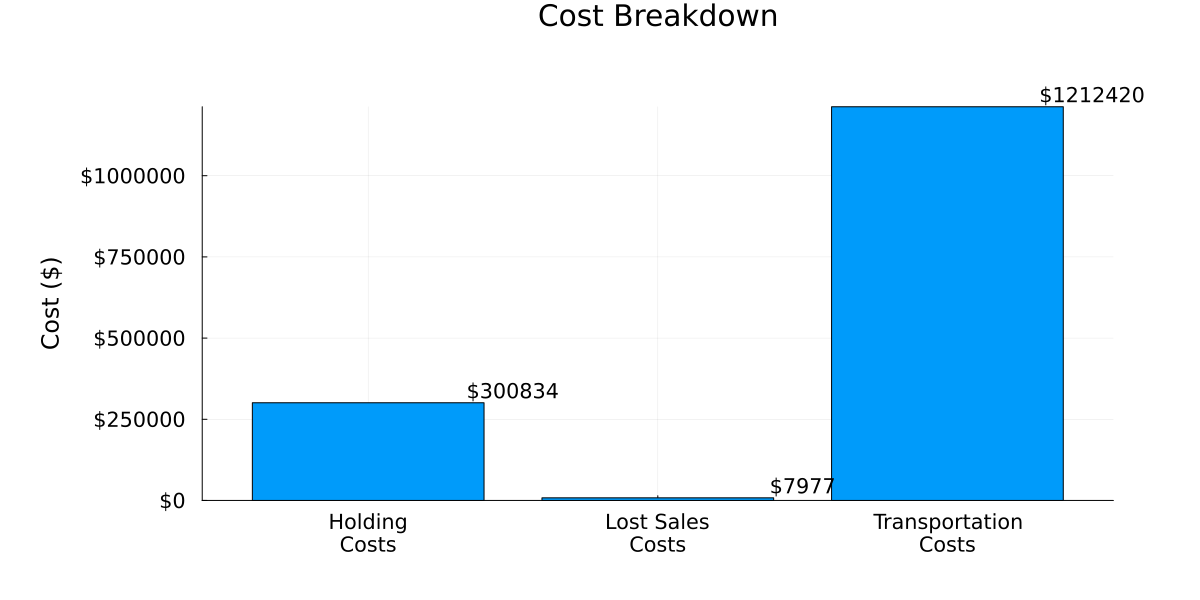 Cost Breakdown
$1212420
$1000000
$750000
Cost ($)
$500000
$300834
$250000
$7977
$0
Holding
Costs
Lost Sales
Costs
Transportation
Costs